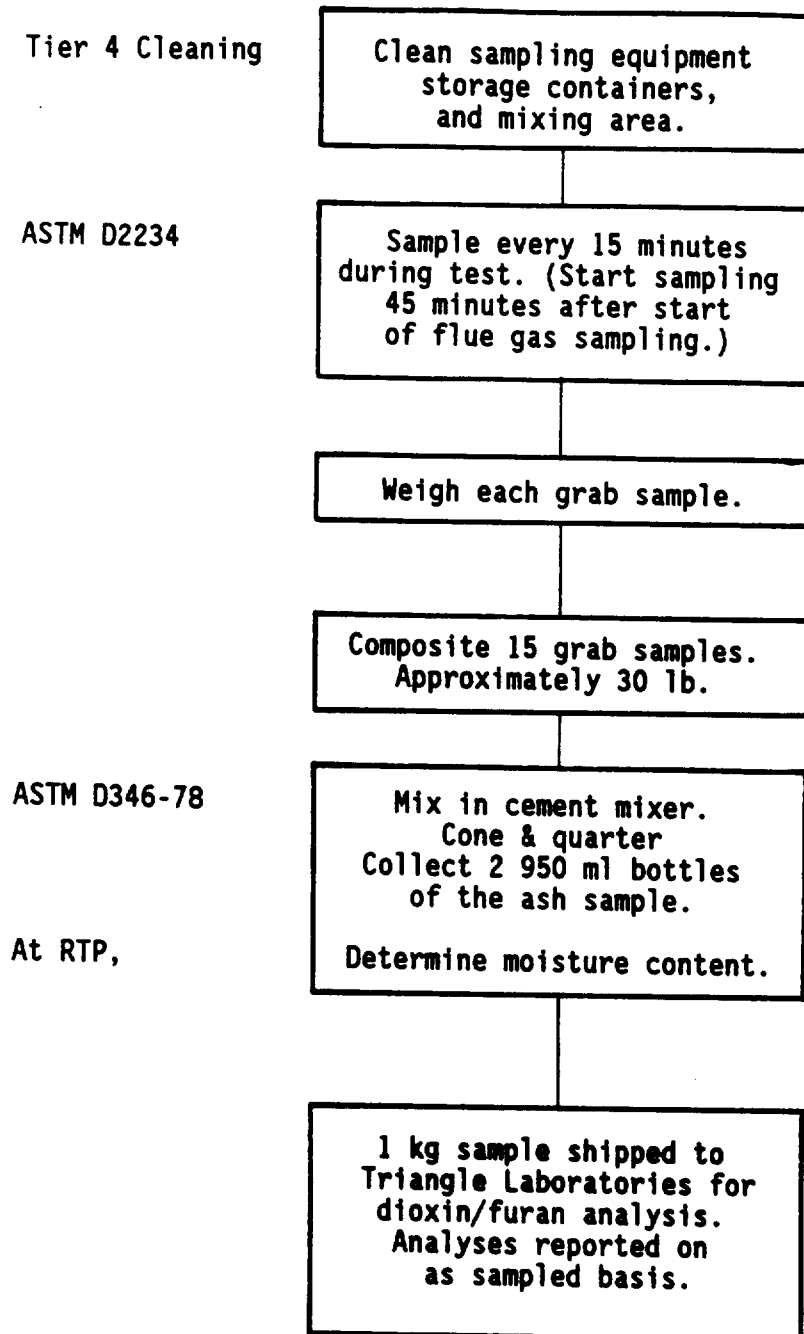 Tier 4 Cleaning
Clean sampling equipment
storage containers,
and mixing area.
ASTM D2234
Sample every 15 minutes
during test. (Start sampling
45 minutes after start
of flue gas sampling.)
Weigh each grab sample.
Composite 15 grab samples.
Approximately 30 lb.
ASTM D346-78
Mix in cement mixer.
Cone & quarter
Collect 2 950 ml bottles
of the ash sample.
At RTP,
Determine moisture content.
1 kg sample shipped to
Triangle Laboratories for
dioxin/furan analysis.
Analyses reported on
as sampled basis.